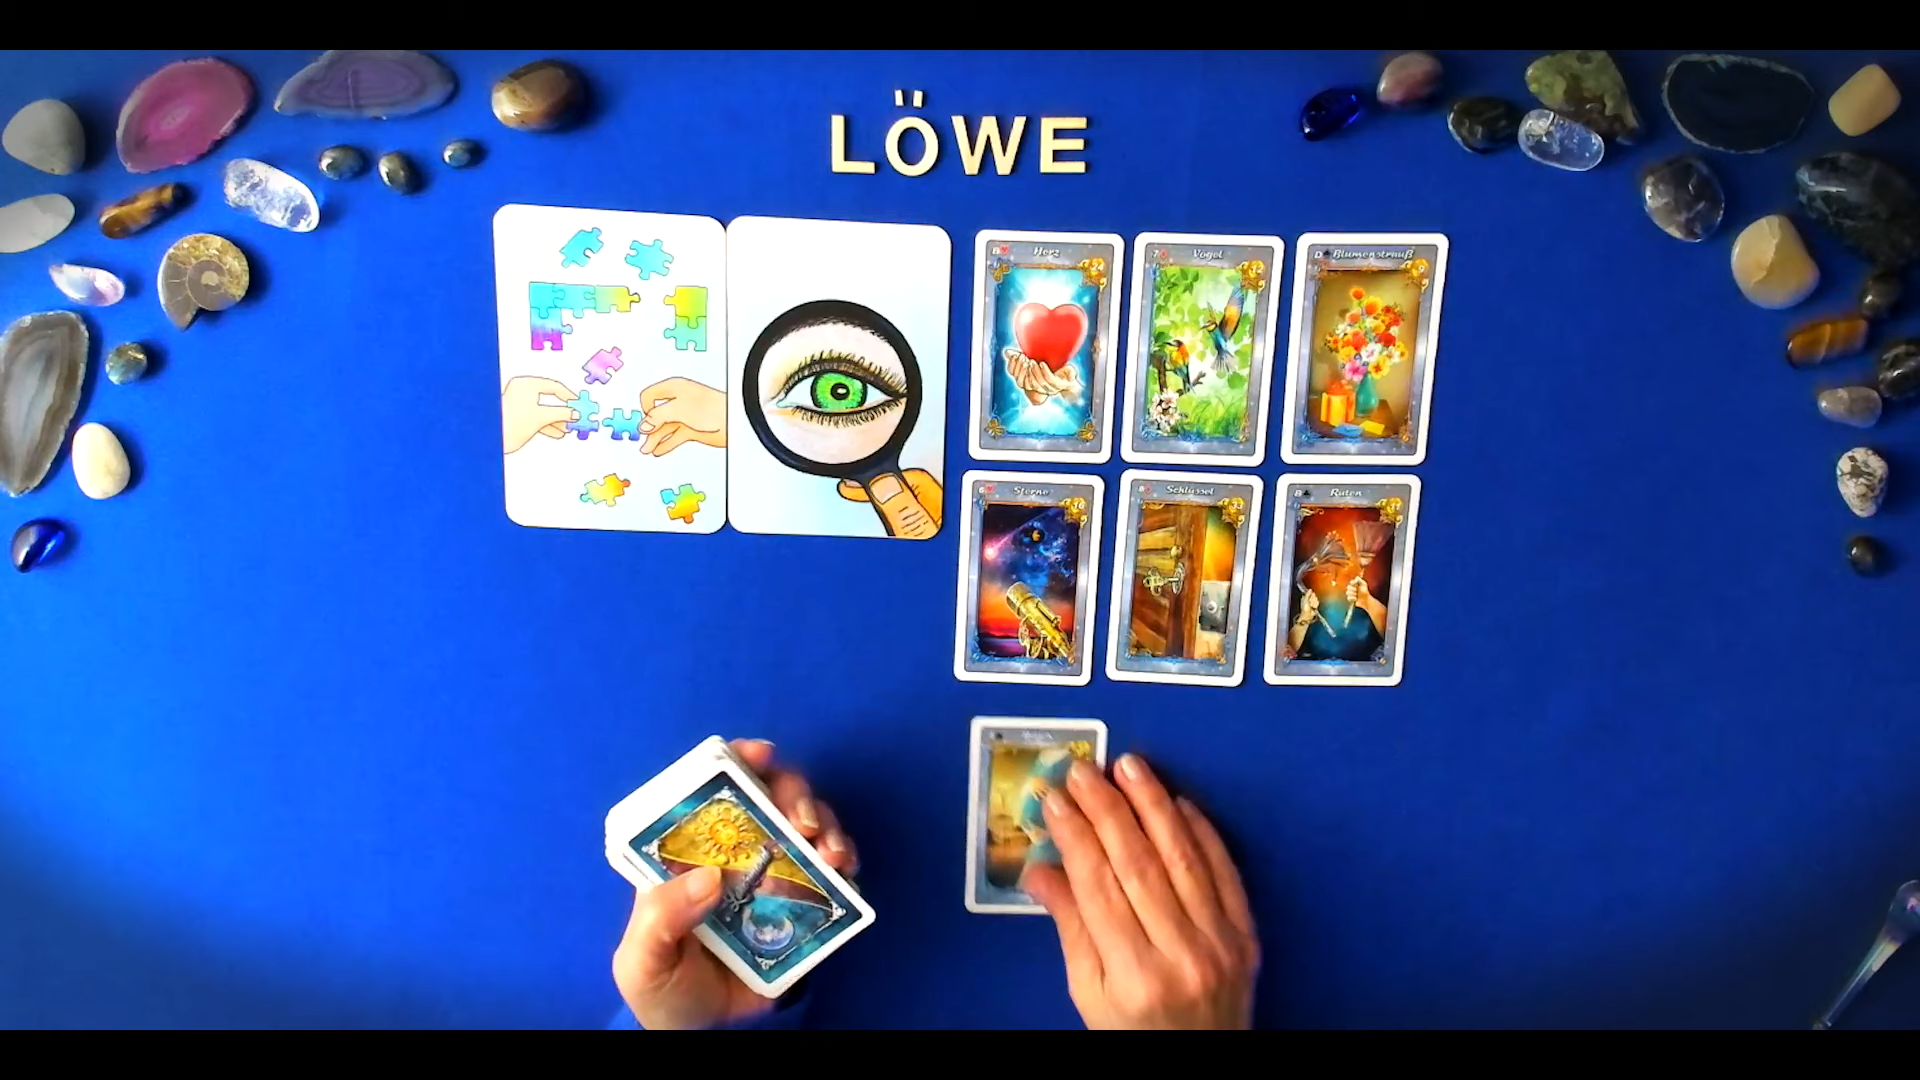 LÖWE
Herz
Vögel
Blumenstrauß
Sterne
Schlüssel
Ruten